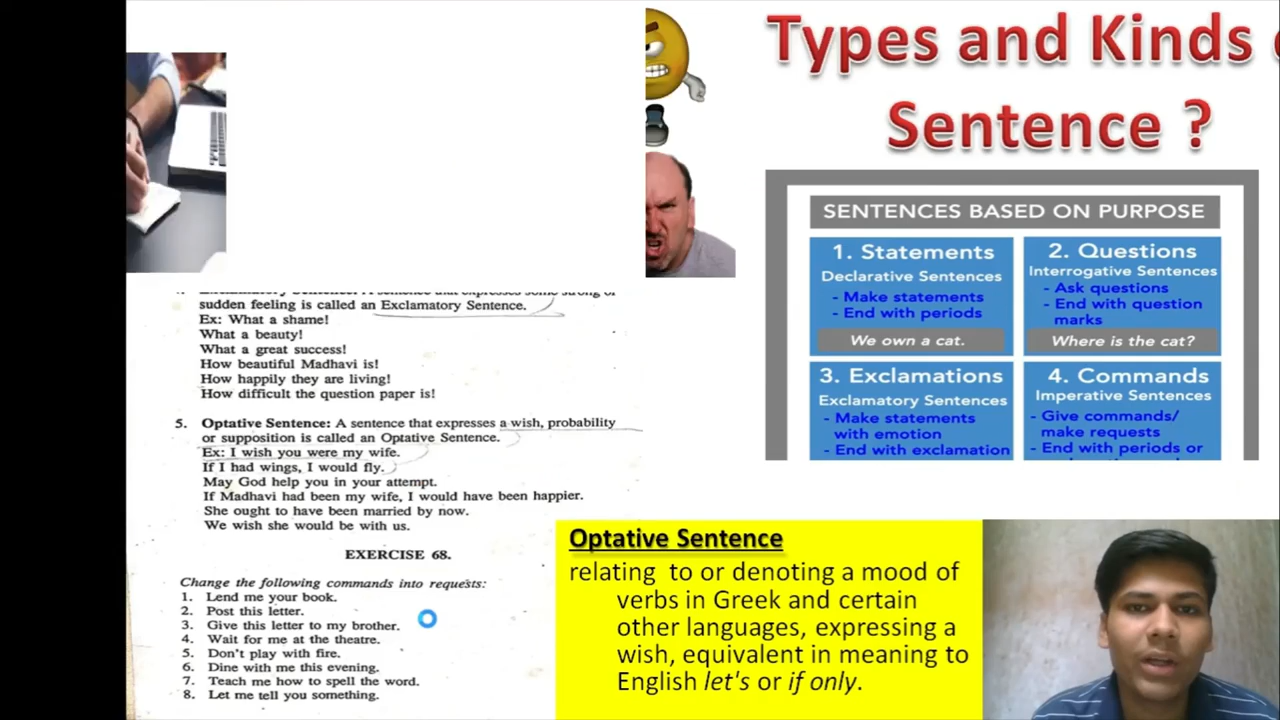 Types and Kinds
Sentence ?
SENTENCES BASED ON PURPOSE
1. Statements
Declarative Sentences
- Make statements
- End with periods
We own a cat.
2. Questions
Interrogative Sentences
- Ask questions
- End with question
marks
Where is the cat?
3. Exclamations
Exclamatory Sentences
- Make statements
with emotion
- End with exclamation
4. Commands
Imperative Sentences
- Give commands/
make requests
- End with periods or
Exclamatory Sentence: A sentence that expresses some strong or
sudden feeling is called an Exclamatory Sentence.
Ex: What a shame!
What a beauty!
What a great success!
How beautiful Madhavi is!
How happily they are living!
How difficult the question paper is!
5. Optative Sentence: A sentence that expresses a wish, probability
or supposition is called an Optative Sentence.
Ex: I wish you were my wife.
If I had wings, I would fly.
May God help you in your attempt.
If Madhavi had been my wife, I would have been happier.
She ought to have been married by now.
We wish she would be with us.
EXERCISE 68.
Change the following commands into requests:
1. Lend me your book.
2. Post this letter.
3. Give this letter to my brother.
4. Wait for me at the theatre.
5. Don't play with fire.
6. Dine with me this evening.
7. Teach me how to spell the word.
8. Let me tell you something.
Optative Sentence
relating to or denoting a mood of
verbs in Greek and certain
other languages, expressing a
wish, equivalent in meaning to
English let's or if only.